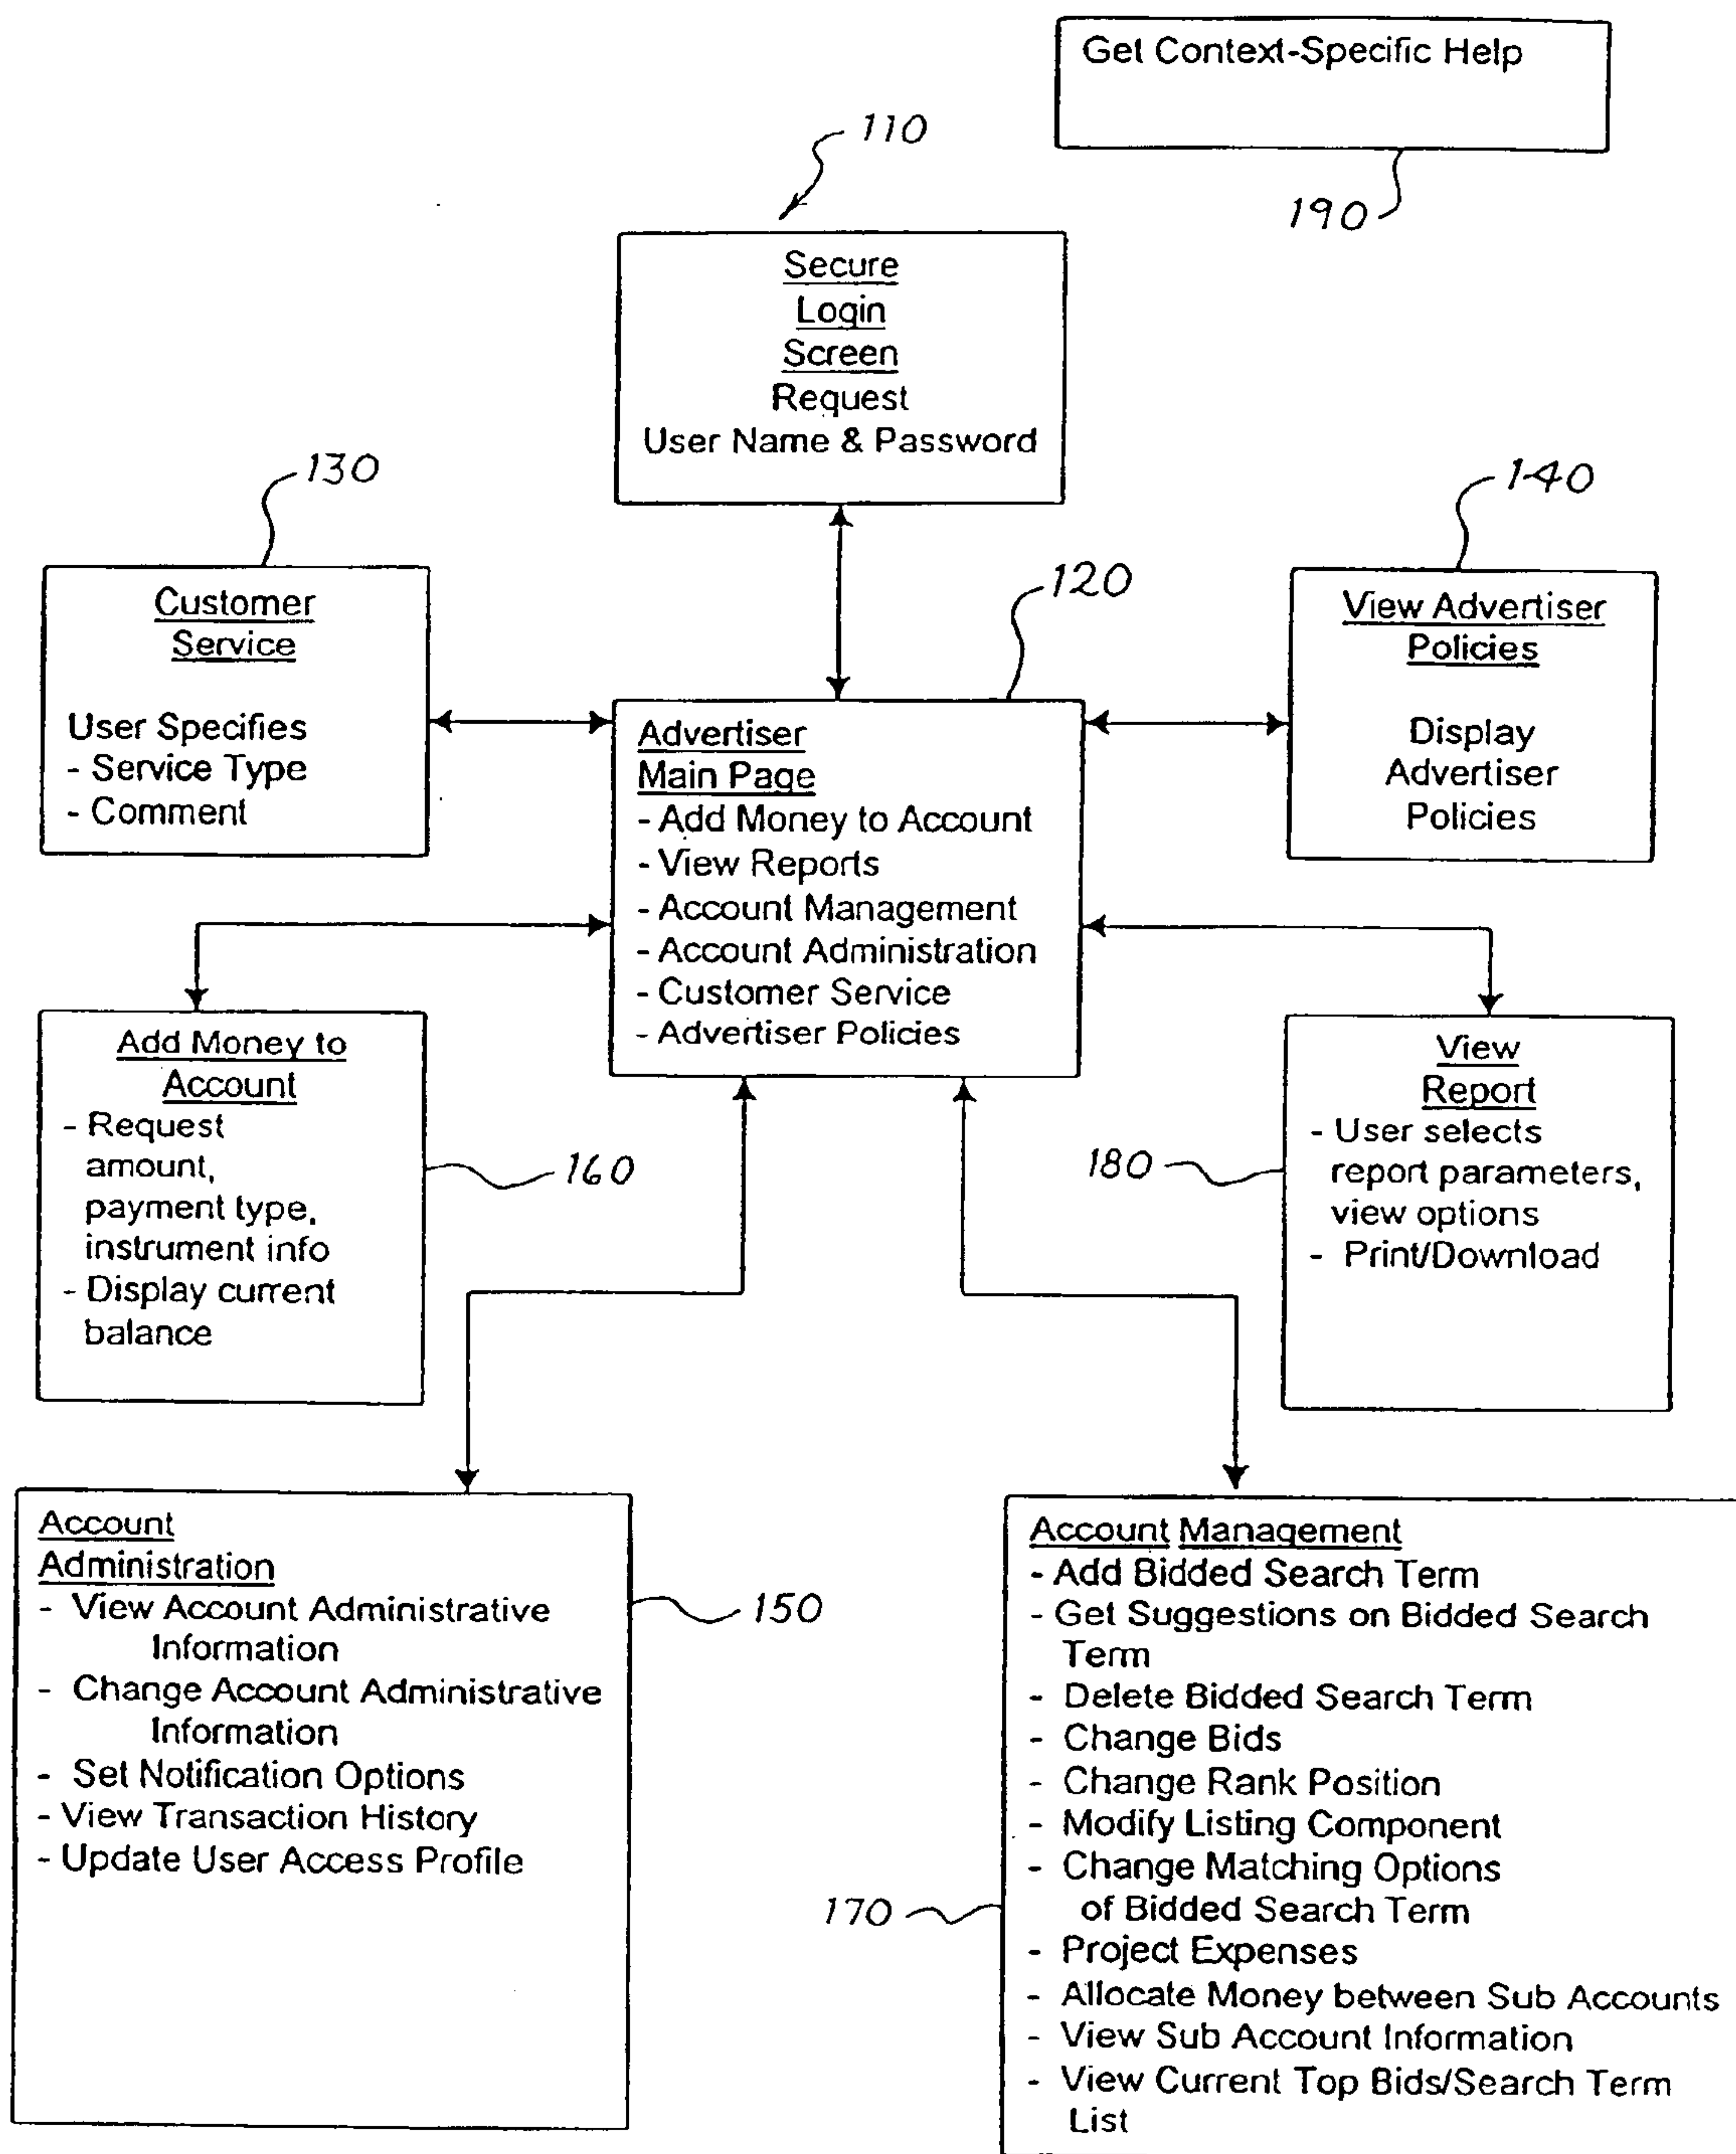 Get Context-Specific Help
190
110
Secure
Login
Screen
Request
User Name & Password
130
Customer
Service
User Specifies
- Service Type
- Comment
120
Advertiser
Main Page
- Add Money to Account
- View Reports
- Account Management
- Account Administration
- Customer Service
- Advertiser Policies
140
View Advertiser
Policies
Display
Advertiser
Policies
Add Money to
Account
- Request
amount,
payment type,
instrument info
- Display current
balance
160
View
Report
- User selects
report parameters,
view options
- Print/Download
180
Account
Administration
- View Account Administrative
Information
- Change Account Administrative
Information
- Set Notification Options
- View Transaction History
- Update User Access Profile
150
Account Management
- Add Bidded Search Term
- Get Suggestions on Bidded Search
Term
- Delete Bidded Search Term
- Change Bids
- Change Rank Position
- Modify Listing Component
- Change Matching Options
of Bidded Search Term
- Project Expenses
- Allocate Money between Sub Accounts
- View Sub Account Information
- View Current Top Bids/Search Term
List
170